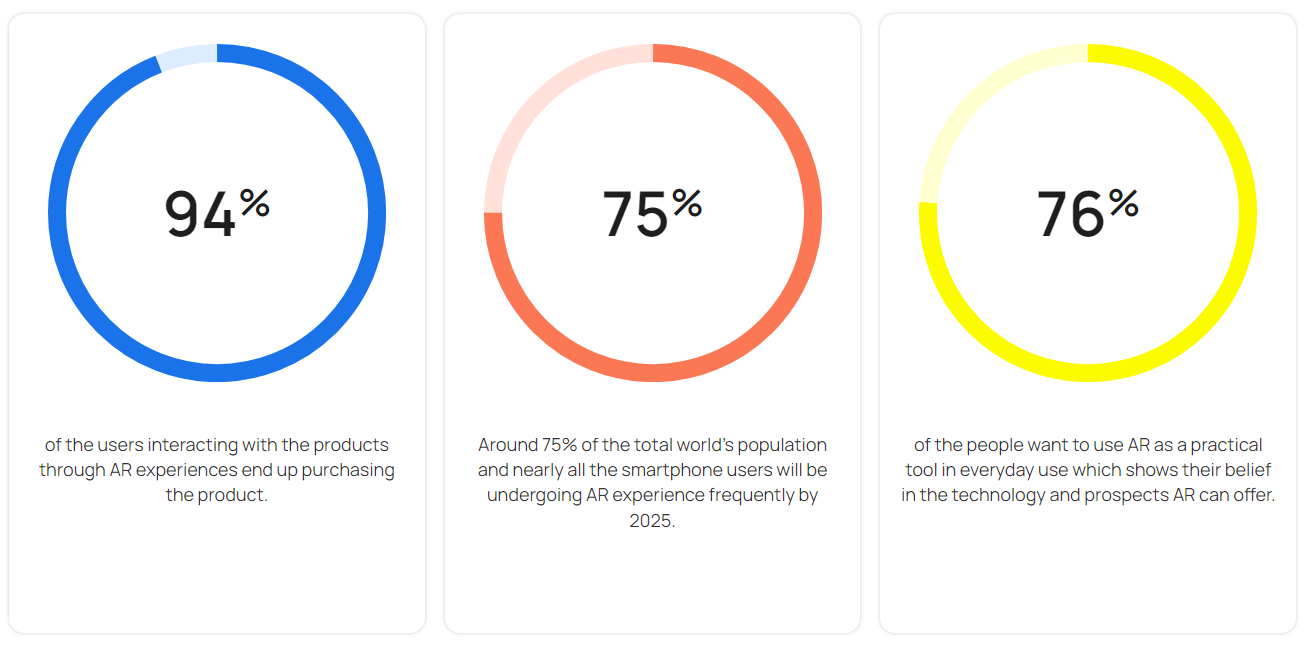 94%
of the users interacting with the products
through AR experiences end up purchasing
the product.
75%
Around 75% of the total world's population
and nearly all the smartphone users will be
undergoing AR experience frequently by
2025.
76%
of the people want to use AR as a practical
tool in everyday use which shows their belief
in the technology and prospects AR can offer.